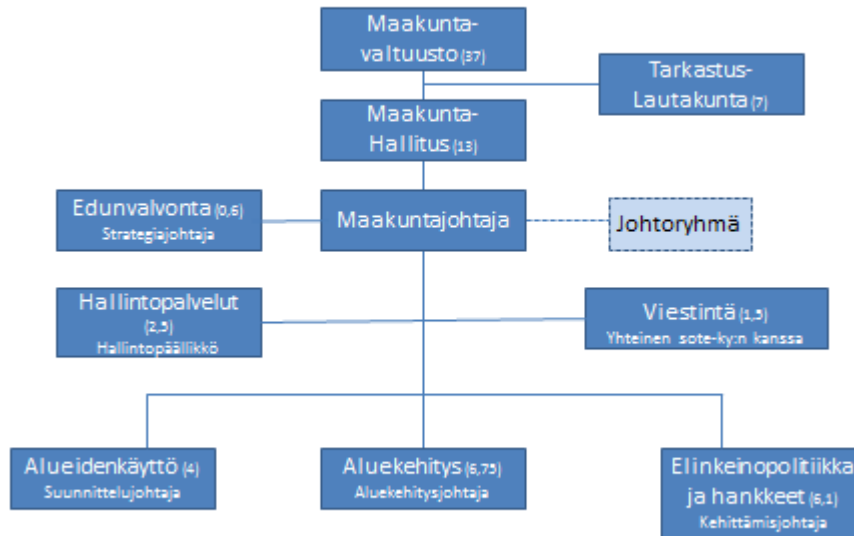 Maakunta-
valtuusto (37)
Tarkastus-
Lautakunta (7)
Maakunta-
Hallitus (13)
Edunvalvonta (0,6)
Strategiajohtaja
Maakuntajohtaja
Johtoryhmä
Hallintopalvelut
(2,5)
Hallintopäällikkö
Viestintä (1,5)
Yhteinen sote-ky:n kanssa
Alueidenkäyttö (4)
Suunnittelujohtaja
Aluekehitys (6,75)
Aluekehitysjohtaja
Elinkeinopolitiikka
ja hankkeet (6,1)
Kehittämisjohtaja